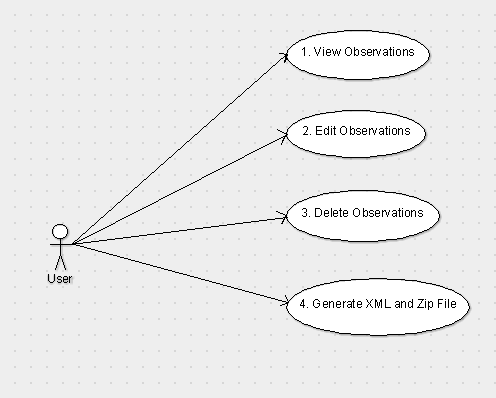 1. View Observations
2. Edit Observations
3. Delete Observations
User
4. Generate XML and Zip File